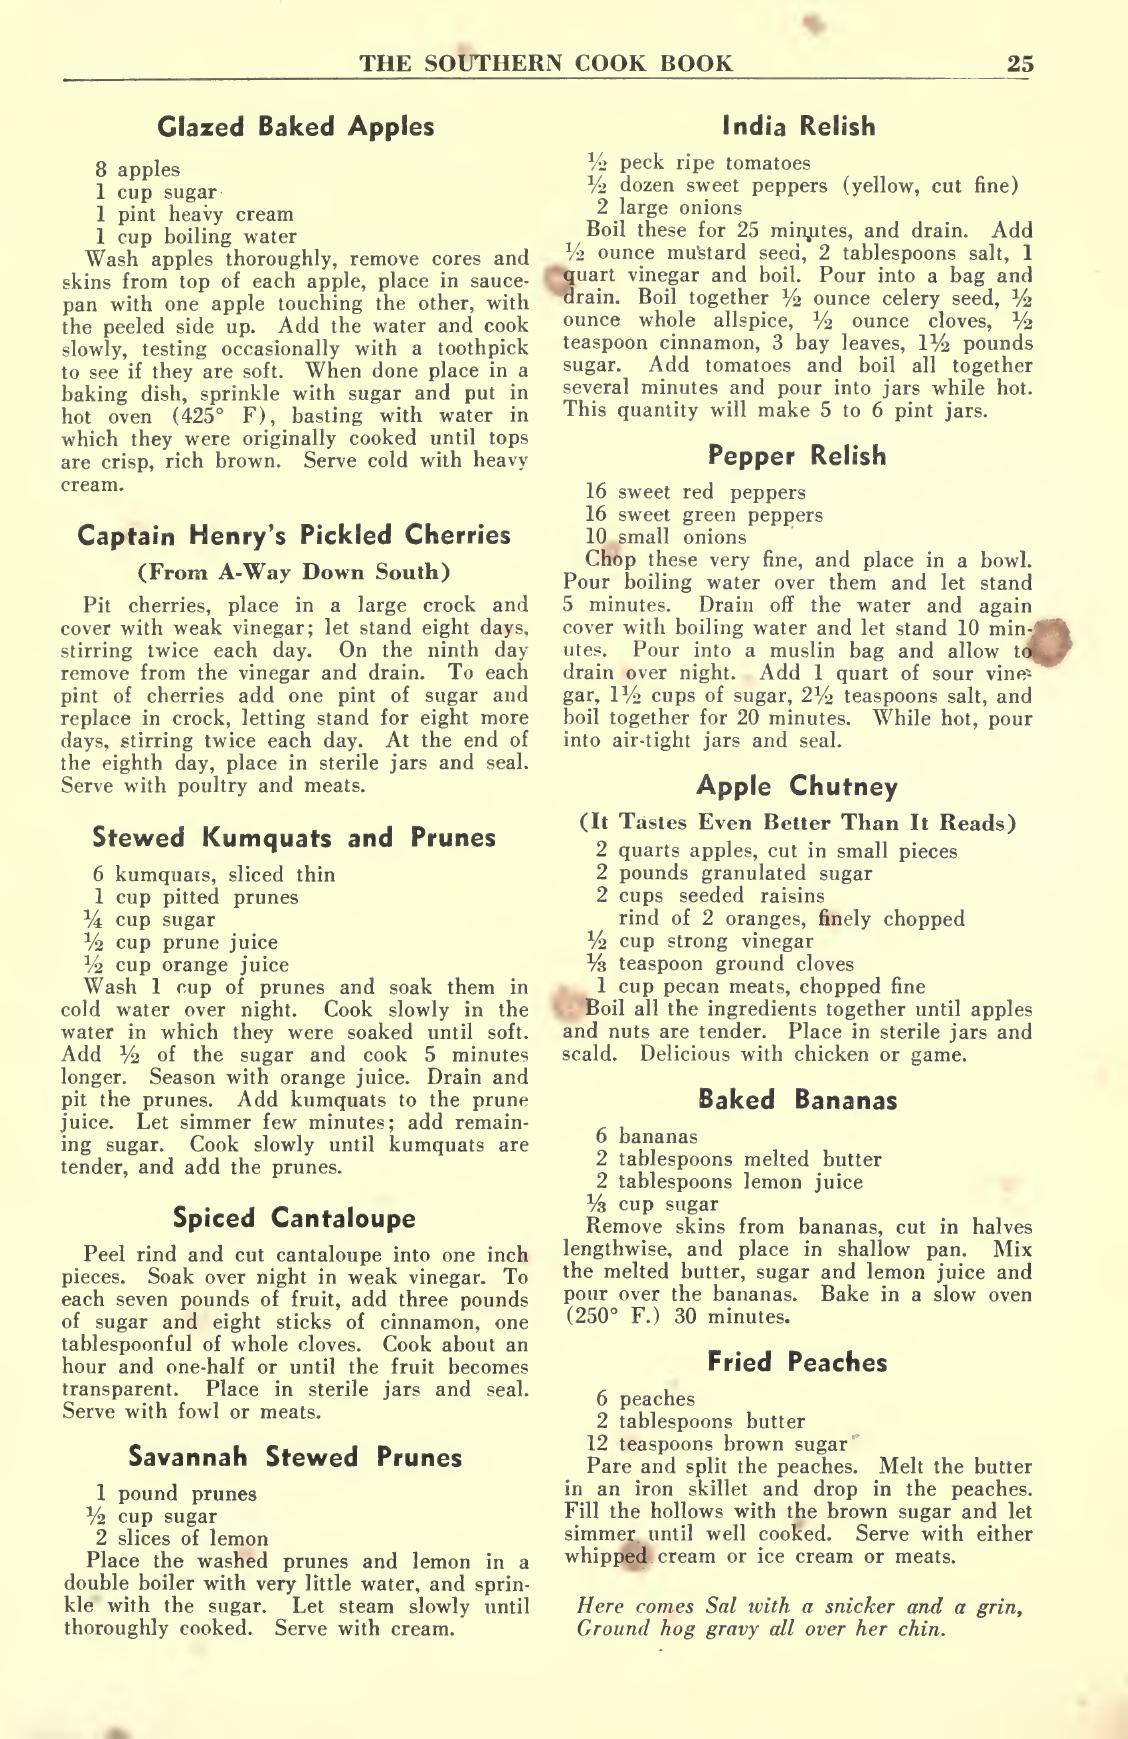 THE SOUTHERN COOK BOOK 25
Glazed Baked Apples
8 apples
1 cup sugar
1 pint heavy cream
1 cup boiling water
Wash apples thoroughly, remove cores and
skins from top of each apple, place in sauce-
pan with one apple touching the other, with
the peeled side up. Add the water and cook
slowly, testing occasionally with a toothpick
to see if they are soft. When done place in a
baking dish, sprinkle with sugar and put in
hot oven (425° F), basting with water in
which they were originally cooked until tops
are crisp, rich brown. Serve cold with heavy
cream.
Captain Henry's Pickled Cherries
(From A-Way Down South)
Pit cherries, place in a large crock and
cover with weak vinegar; let stand eight days,
stirring twice each day. On the ninth day
remove from the vinegar and drain. To each
pint of cherries add one pint of sugar and
replace in crock, letting stand for eight more
days, stirring twice each day. At the end of
the eighth day, place in sterile jars and seal.
Serve with poultry and meats.
Stewed Kumquats and Prunes
6 kumquats, sliced thin
1 cup pitted prunes
¼ cup sugar
½ cup prune juice
½ cup orange juice
Wash 1 cup of prunes and soak them in
cold water over night. Cook slowly in the
water in which they were soaked until soft.
Add ½ of the sugar and cook 5 minutes
longer. Season with orange juice. Drain and
pit the prunes. Add kumquats to the prune
juice. Let simmer few minutes; add remain-
ing sugar. Cook slowly until kumquats are
tender, and add the prunes.
Spiced Cantaloupe
Peel rind and cut cantaloupe into one inch
pieces. Soak over night in weak vinegar. To
each seven pounds of fruit, add three pounds
of sugar and eight sticks of cinnamon, one
tablespoonful of whole cloves. Cook about an
hour and one-half or until the fruit becomes
transparent. Place in sterile jars and seal.
Serve with fowl or meats.
Savannah Stewed Prunes
1 pound prunes
½ cup sugar
2 slices of lemon
Place the washed prunes and lemon in a
double boiler with very little water, and sprin-
kle with the sugar. Let steam slowly until
thoroughly cooked. Serve with cream.
India Relish
½ peck ripe tomatoes
½ dozen sweet peppers (yellow, cut fine)
2 large onions
Boil these for 25 minutes, and drain. Add
½ ounce mustard seed, 2 tablespoons salt, 1
quart vinegar and boil. Pour into a bag and
drain. Boil together ½ ounce celery seed, ½
ounce whole allspice, ½ ounce cloves, ½
teaspoon cinnamon, 3 bay leaves, 1½ pounds
sugar. Add tomatoes and boil all together
several minutes and pour into jars while hot.
This quantity will make 5 to 6 pint jars.
Pepper Relish
16 sweet red peppers
16 sweet green peppers
10 small onions
Chop these very fine, and place in a bowl.
Pour boiling water over them and let stand
5 minutes. Drain off the water and again
cover with boiling water and let stand 10 min-
utes. Pour into a muslin bag and allow to
drain over night. Add 1 quart of sour vine-
gar, 1½ cups of sugar, 2½ teaspoons salt, and
boil together for 20 minutes. While hot, pour
into air-tight jars and seal.
Apple Chutney
(It Tastes Even Better Than It Reads)
2 quarts apples, cut in small pieces
2 pounds granulated sugar
2 cups seeded raisins
rind of 2 oranges, finely chopped
½ cup strong vinegar
⅓ teaspoon ground cloves
1 cup pecan meats, chopped fine
Boil all the ingredients together until apples
and nuts are tender. Place in sterile jars and
scald. Delicious with chicken or game.
Baked Bananas
6 bananas
2 tablespoons melted butter
2 tablespoons lemon juice
⅓ cup sugar
Remove skins from bananas, cut in halves
lengthwise, and place in shallow pan. Mix
the melted butter, sugar and lemon juice and
pour over the bananas. Bake in a slow oven
(250° F.) 30 minutes.
Fried Peaches
6 peaches
2 tablespoons butter
12 teaspoons brown sugar
Pare and split the peaches. Melt the butter
in an iron skillet and drop in the peaches.
Fill the hollows with the brown sugar and let
simmer until well cooked. Serve with either
whipped cream or ice cream or meats.
Here comes Sal with a snicker and a grin,
Ground hog gravy all over her chin.